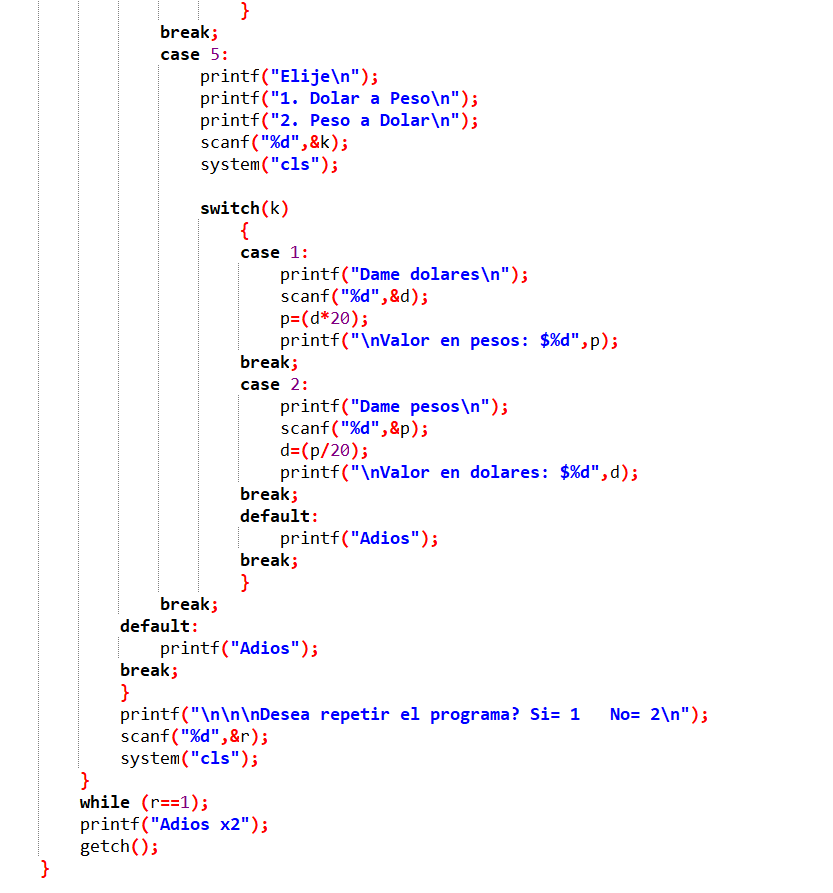 }
break;
case 5:
printf("Elije\n");
printf("1. Dolar a Peso\n");
printf("2. Peso a Dolar\n");
scanf("%d",&k);
system("cls");
switch(k)
{
case 1:
printf("Dame dolares\n");
scanf("%d",&d);
p=(d*20);
printf("\nValor en pesos: $%d",p);
break;
case 2:
printf("Dame pesos\n");
scanf("%d",&p);
d=(p/20);
printf("\nValor en dolares: $%d",d);
break;
default:
printf("Adios");
break;
}
break;
default:
printf("Adios");
break;
}
printf("\n\n\nDesea repetir el programa? Si= 1   No= 2\n");
scanf("%d",&r);
system("cls");
}
while (r==1);
printf("Adios x2");
getch();
}